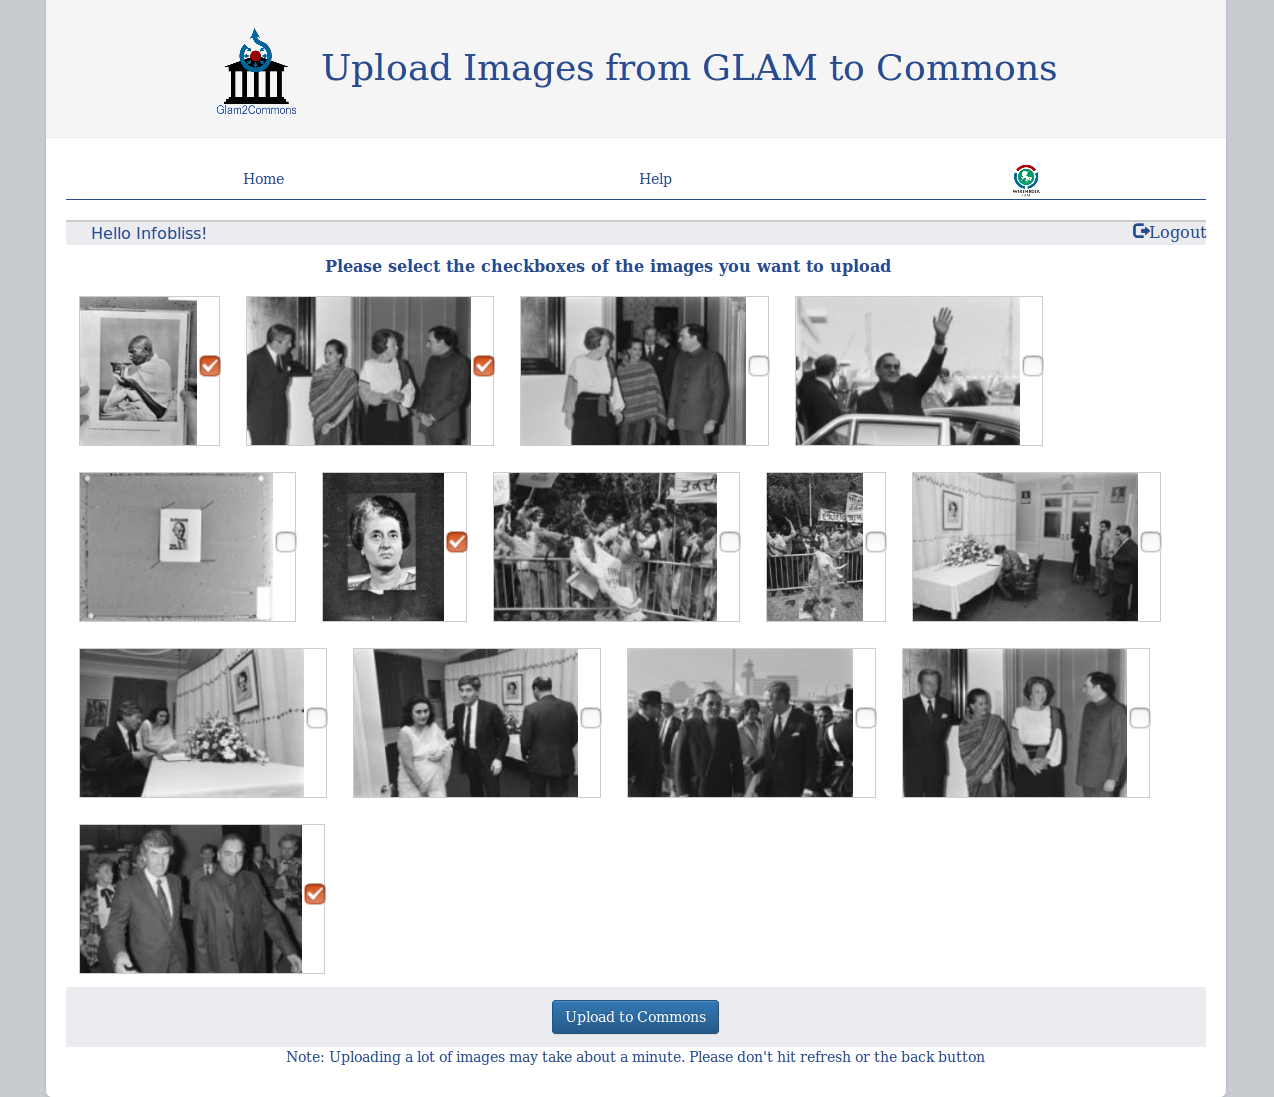 Glam2Commons
Upload Images from GLAM to Commons
Home
Help
WIKIMEDIA
Hello Infobliss!
Logout
Please select the checkboxes of the images you want to upload
Upload to Commons
Note: Uploading a lot of images may take about a minute. Please don't hit refresh or the back button